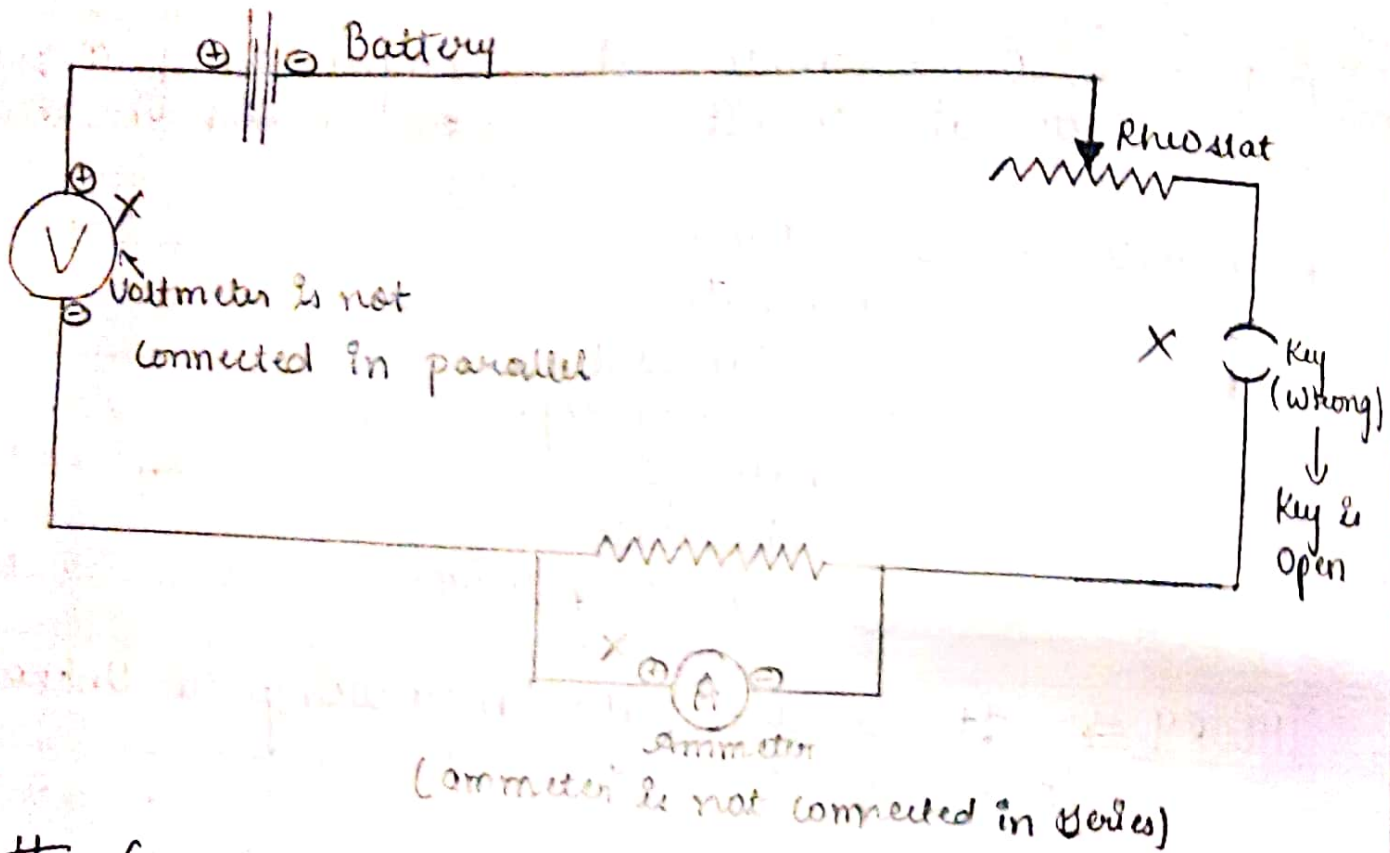 ⊕ ⊖ Battery
Rheostat
⊕
X
V
Voltmeter is not
connected in parallel
⊖
X
Key
(Wrong)
↓
Key is
Open
X ⊕ A ⊖
Ammeter
(ammeter is not connected in series)